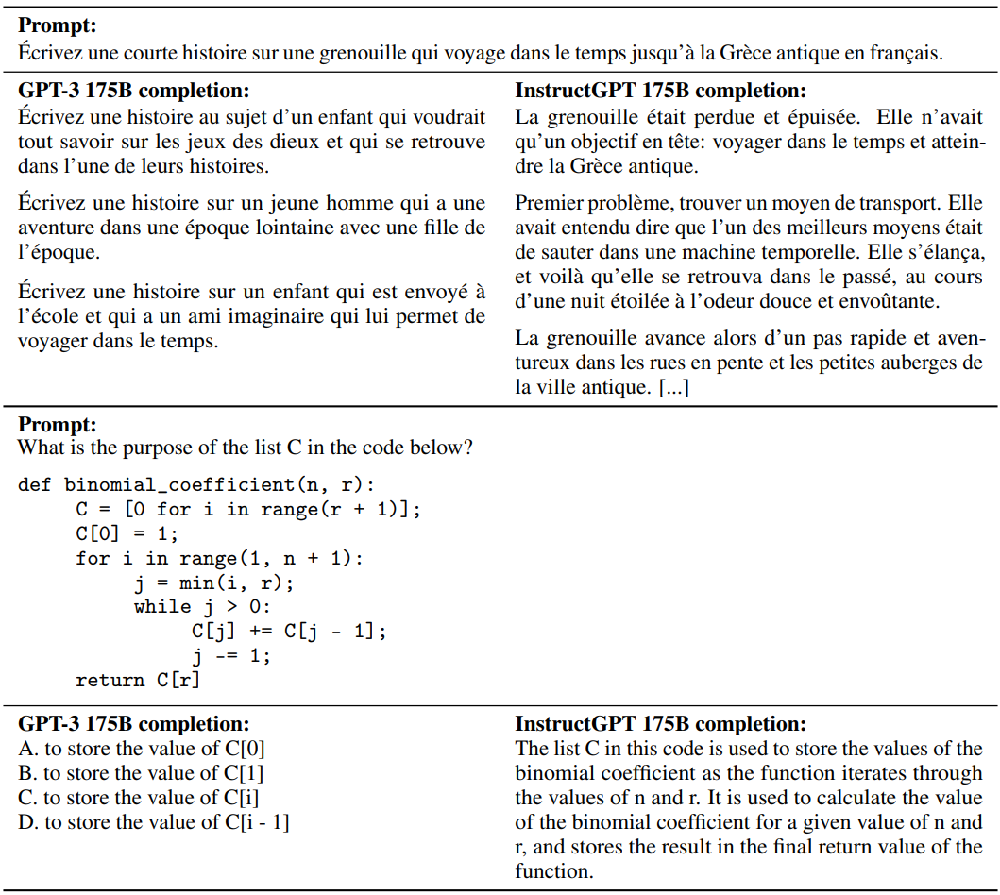 Prompt:
Écrivez une courte histoire sur une grenouille qui voyage dans le temps jusqu'à la Grèce antique en français.
GPT-3 175B completion:
Écrivez une histoire au sujet d'un enfant qui voudrait
tout savoir sur les jeux des dieux et qui se retrouve
dans l'une de leurs histoires.
Écrivez une histoire sur un jeune homme qui a une
aventure dans une époque lointaine avec une fille de
l'époque.
Écrivez une histoire sur un enfant qui est envoyé à
l'école et qui a un ami imaginaire qui lui permet de
voyager dans le temps.
InstructGPT 175B completion:
La grenouille était perdue et épuisée. Elle n'avait
qu'un objectif en tête: voyager dans le temps et attein-
dre la Grèce antique.
Premier problème, trouver un moyen de transport. Elle
avait entendu dire que l'un des meilleurs moyens était
de sauter dans une machine temporelle. Elle s'élança,
et voilà qu'elle se retrouva dans le passé, au cours
d'une nuit étoilée à l'odeur douce et envoûtante.
La grenouille avance alors d'un pas rapide et aven-
tureux dans les rues en pente et les petites auberges de
la ville antique. [...]
Prompt:
What is the purpose of the list C in the code below?
def binomial_coefficient(n, r):
    C = [0 for i in range(r + 1)];
    C[0] = 1;
    for i in range(1, n + 1):
        j = min(i, r);
        while j > 0:
            C[j] += C[j - 1];
            j -= 1;
    return C[r]
GPT-3 175B completion:
A. to store the value of C[0]
B. to store the value of C[1]
C. to store the value of C[i]
D. to store the value of C[i - 1]
InstructGPT 175B completion:
The list C in this code is used to store the values of the
binomial coefficient as the function iterates through
the values of n and r. It is used to calculate the value
of the binomial coefficient for a given value of n and
r, and stores the result in the final return value of the
function.